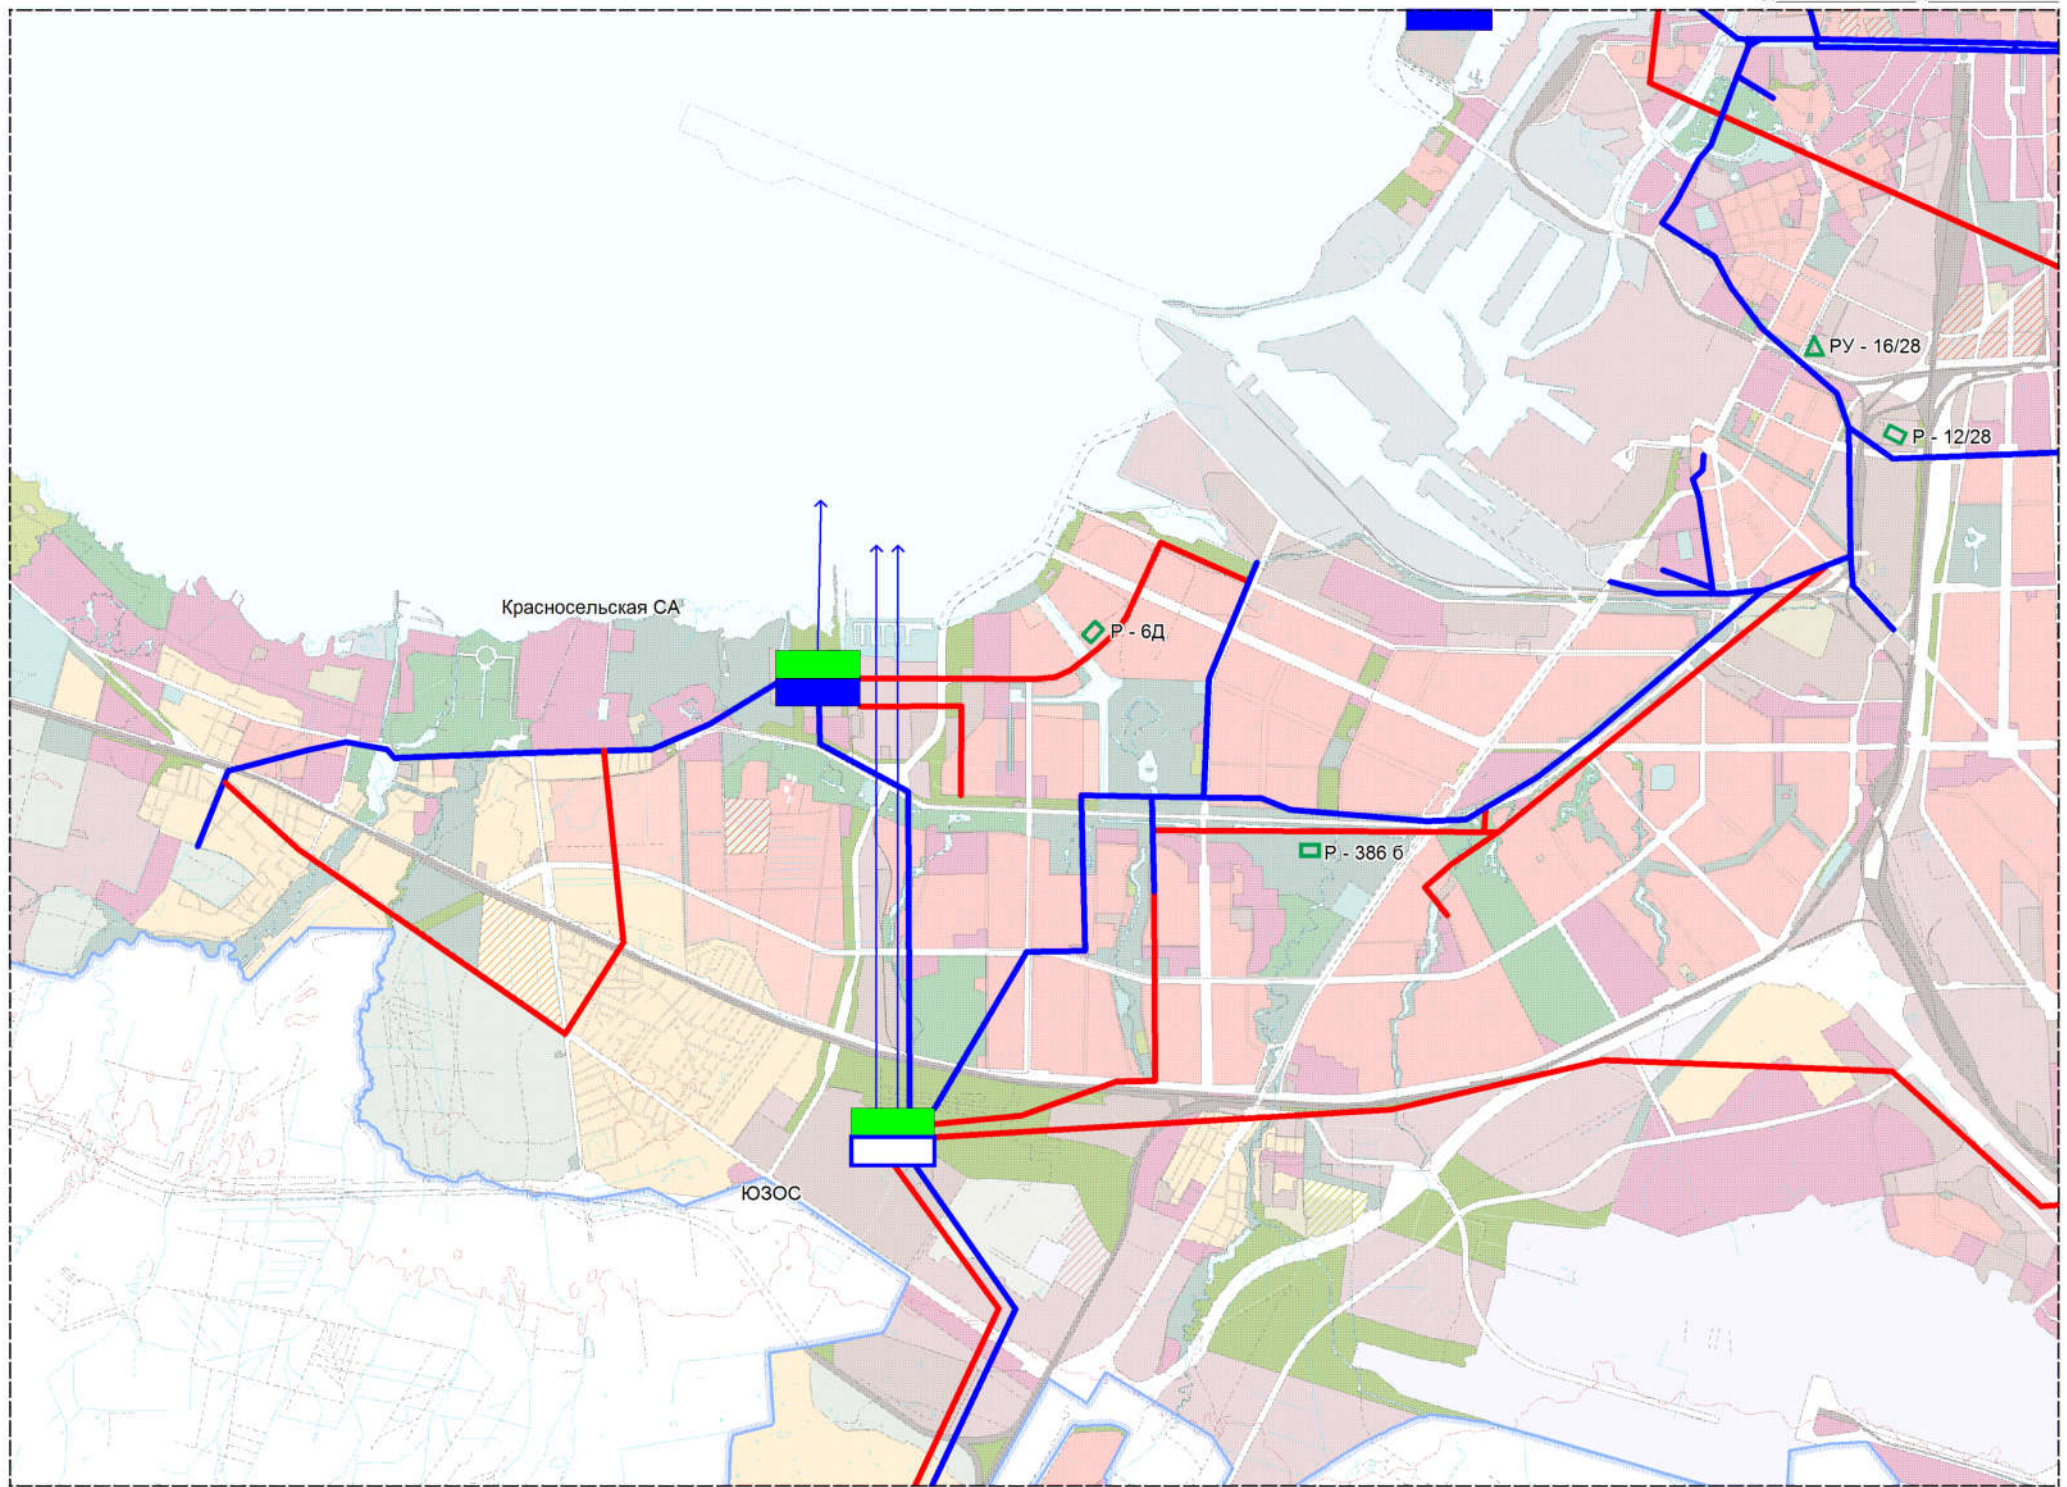 РУ - 16/28
Р - 12/28
Красносельская СА
Р - 6Д
Р - 386 б
ЮЗОС